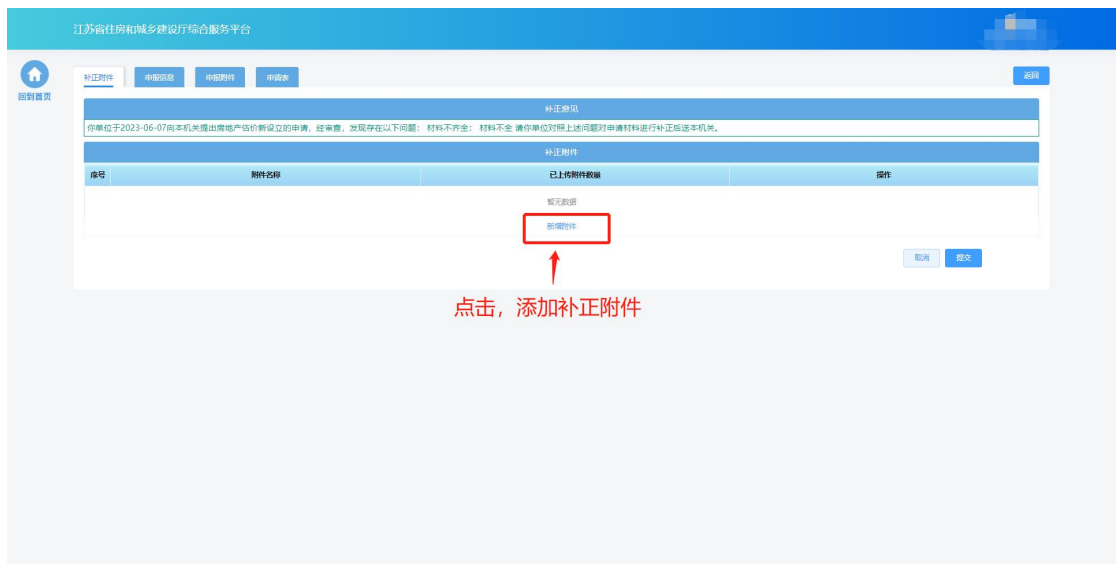 江苏省住房和城乡建设厅综合服务平台
回到首页
补正附件 申报信息 申报附件 申请表 返回
补正意见
你单位于2023-06-07向本机关提出房地产估价新设立的申请，经审查，发现存在以下问题： 材料不齐全： 材料不全 请你单位对照上述问题对申请材料进行补正后送本机关。
补正附件
序号 附件名称 已上传附件数量 操作
暂无数据
新增附件
取消 提交
点击，添加补正附件